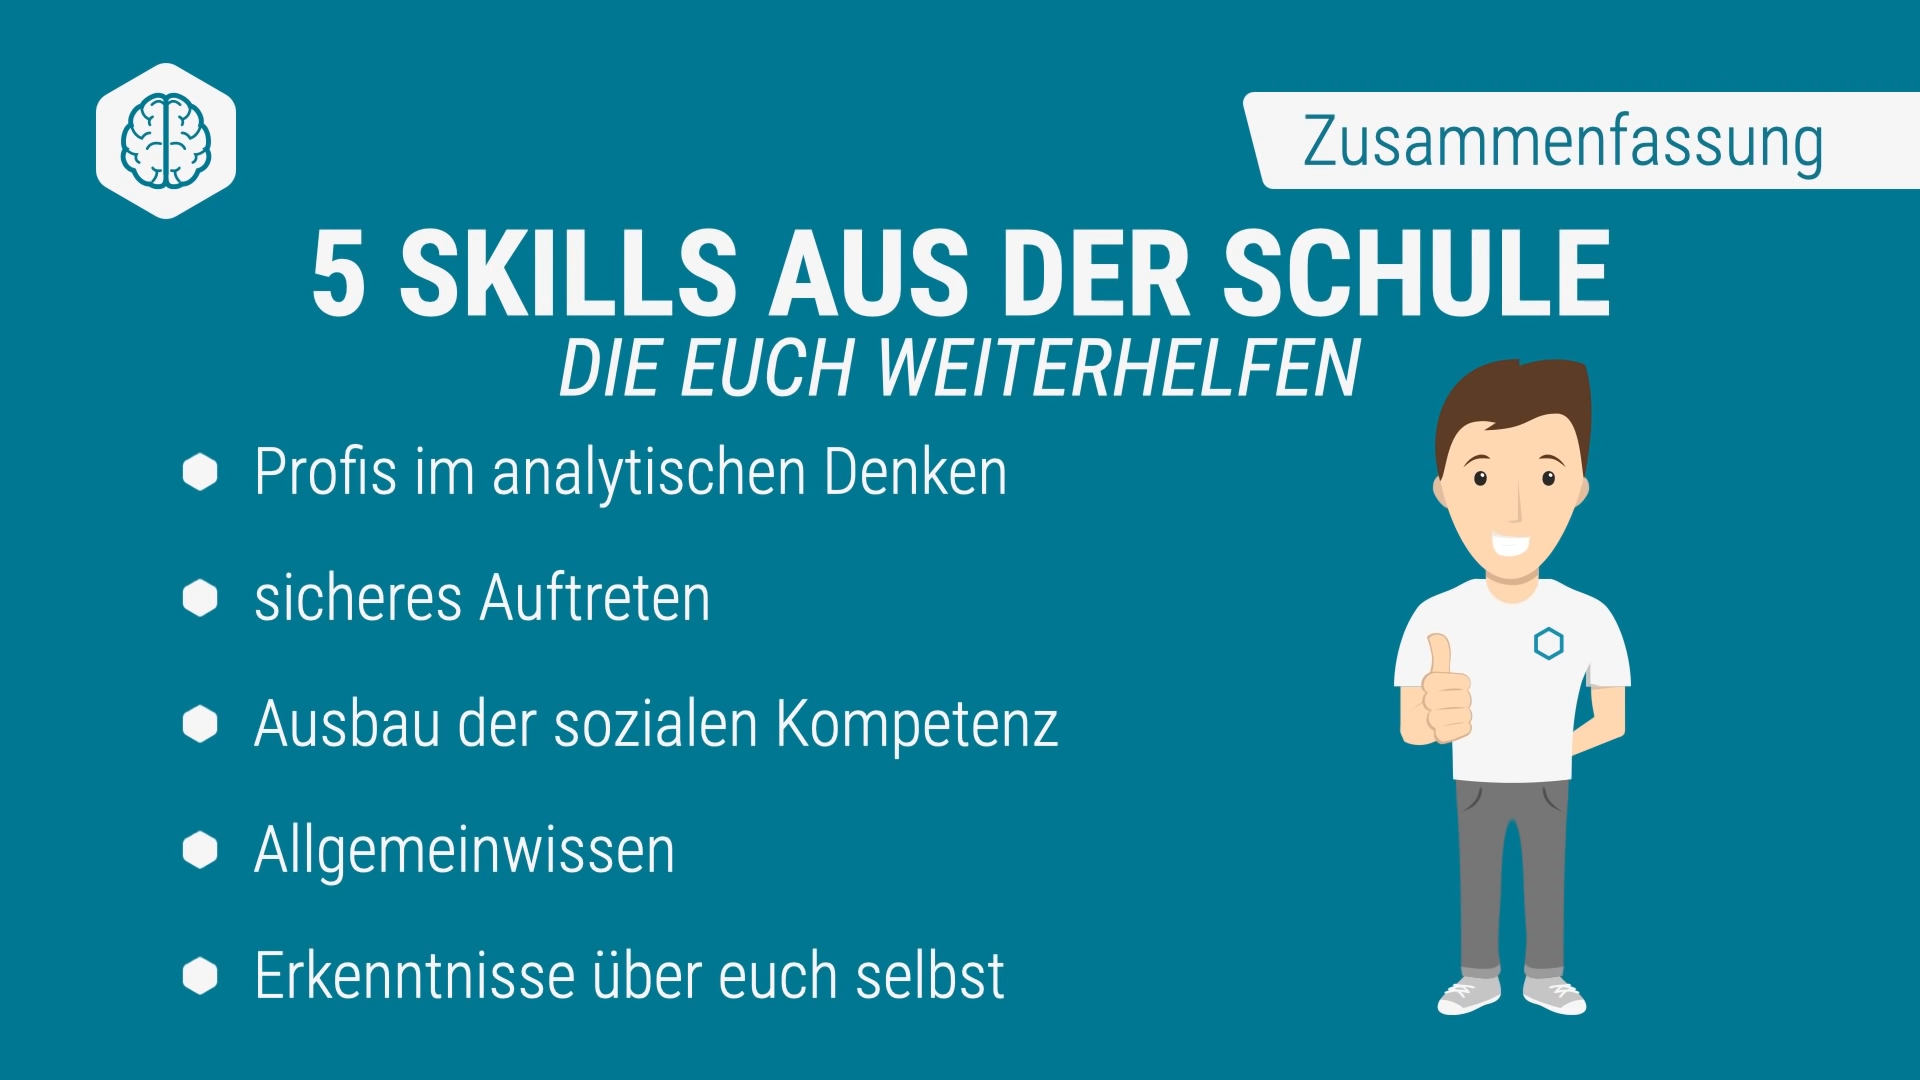 Zusammenfassung
5 SKILLS AUS DER SCHULE
DIE EUCH WEITERHELFEN
Profis im analytischen Denken
sicheres Auftreten
Ausbau der sozialen Kompetenz
Allgemeinwissen
Erkenntnisse über euch selbst